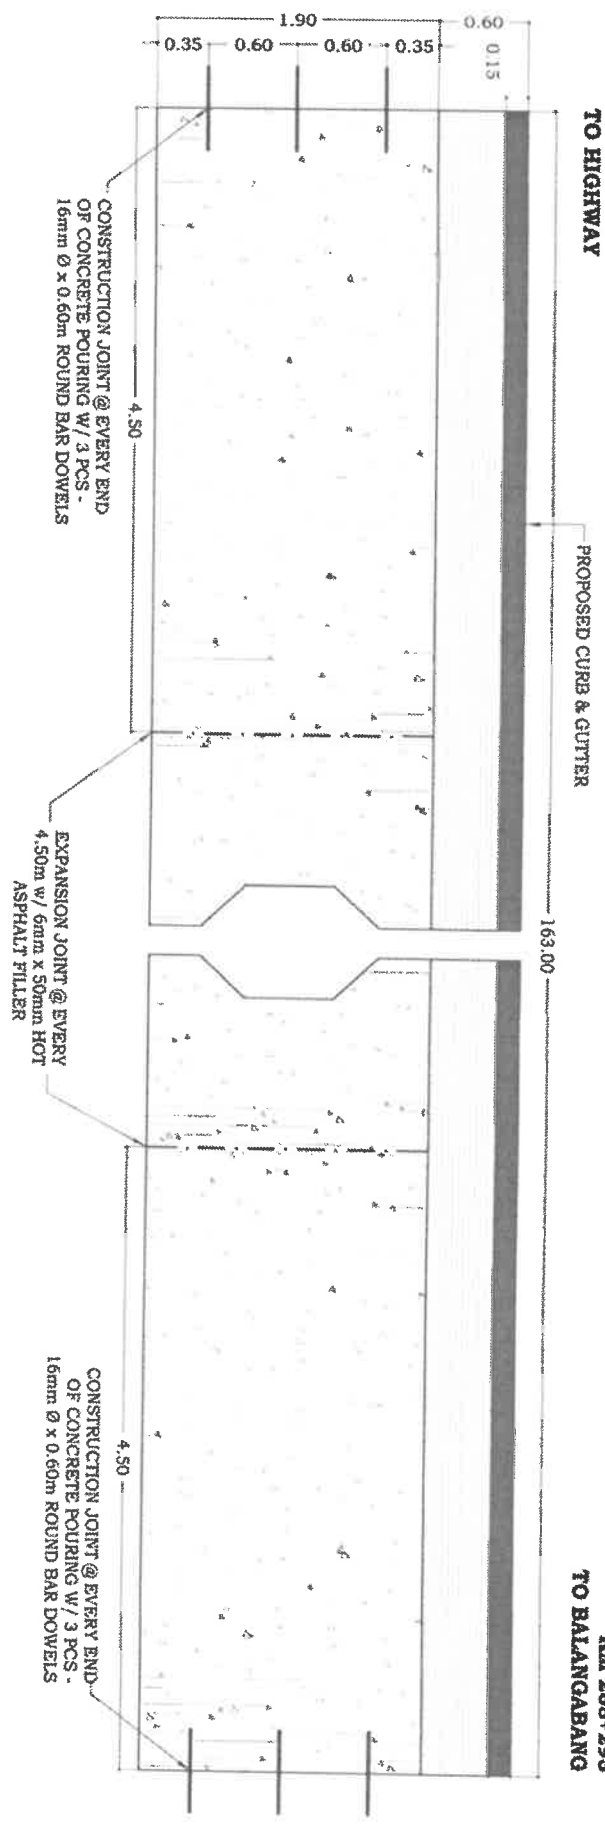 TO HIGHWAY
TO BALANGABANG
163.00
PROPOSED CURB & GUTTER
0.60
0.15
1.90
0.35
0.60
0.60
0.35
4.50
4.50
CONSTRUCTION JOINT @ EVERY END
OF CONCRETE POURING W/ 3 PCS -
16mm Ø x 0.60m ROUND BAR DOWELS
EXPANSION JOINT @ EVERY
4.50m w/ 6mm x 50mm HOT
ASPHALT FILLER
CONSTRUCTION JOINT @ EVERY END
OF CONCRETE POURING W/ 3 PCS -
16mm Ø x 0.60m ROUND BAR DOWELS